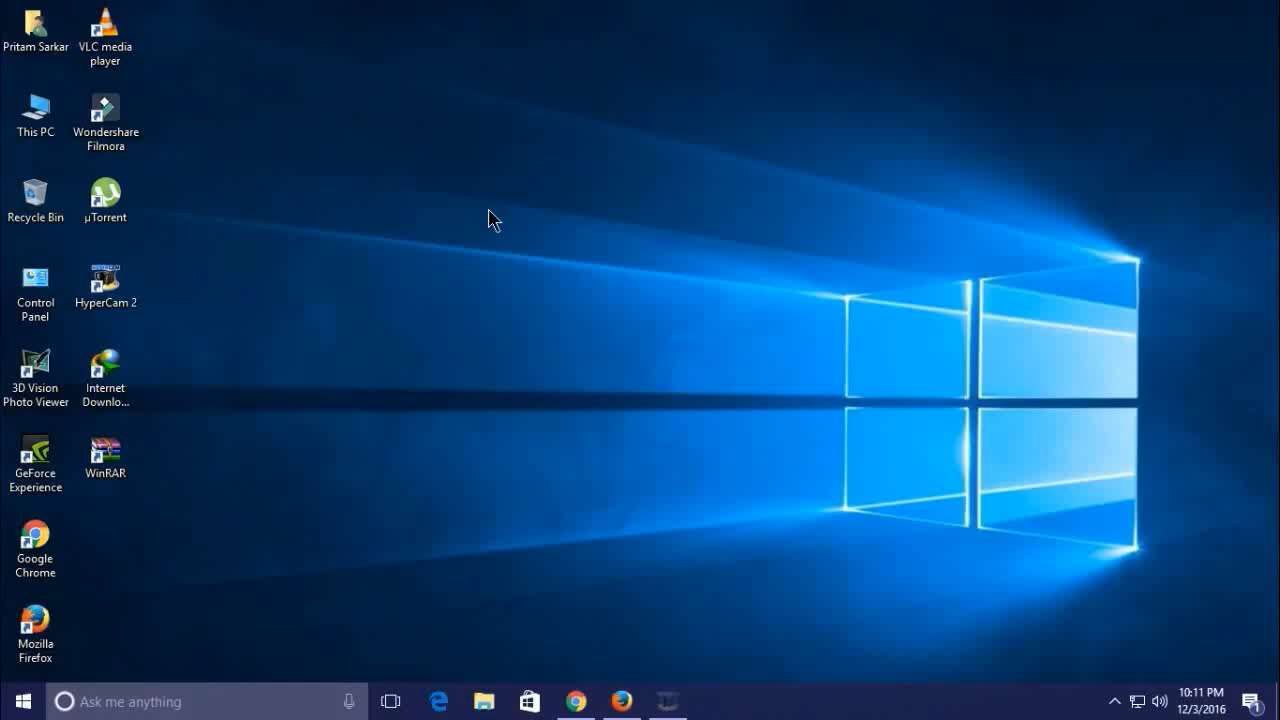 Pritam Sarkar
VLC media
player
This PC
Wondershare
Filmora
Recycle Bin
µTorrent
Control
Panel
HYPERCAM
HyperCam 2
3D Vision
Photo Viewer
Internet
Downlo...
GeForce
Experience
WinRAR
Google
Chrome
Mozilla
Firefox
Ask me anything
10:11 PM
12/3/2016
1